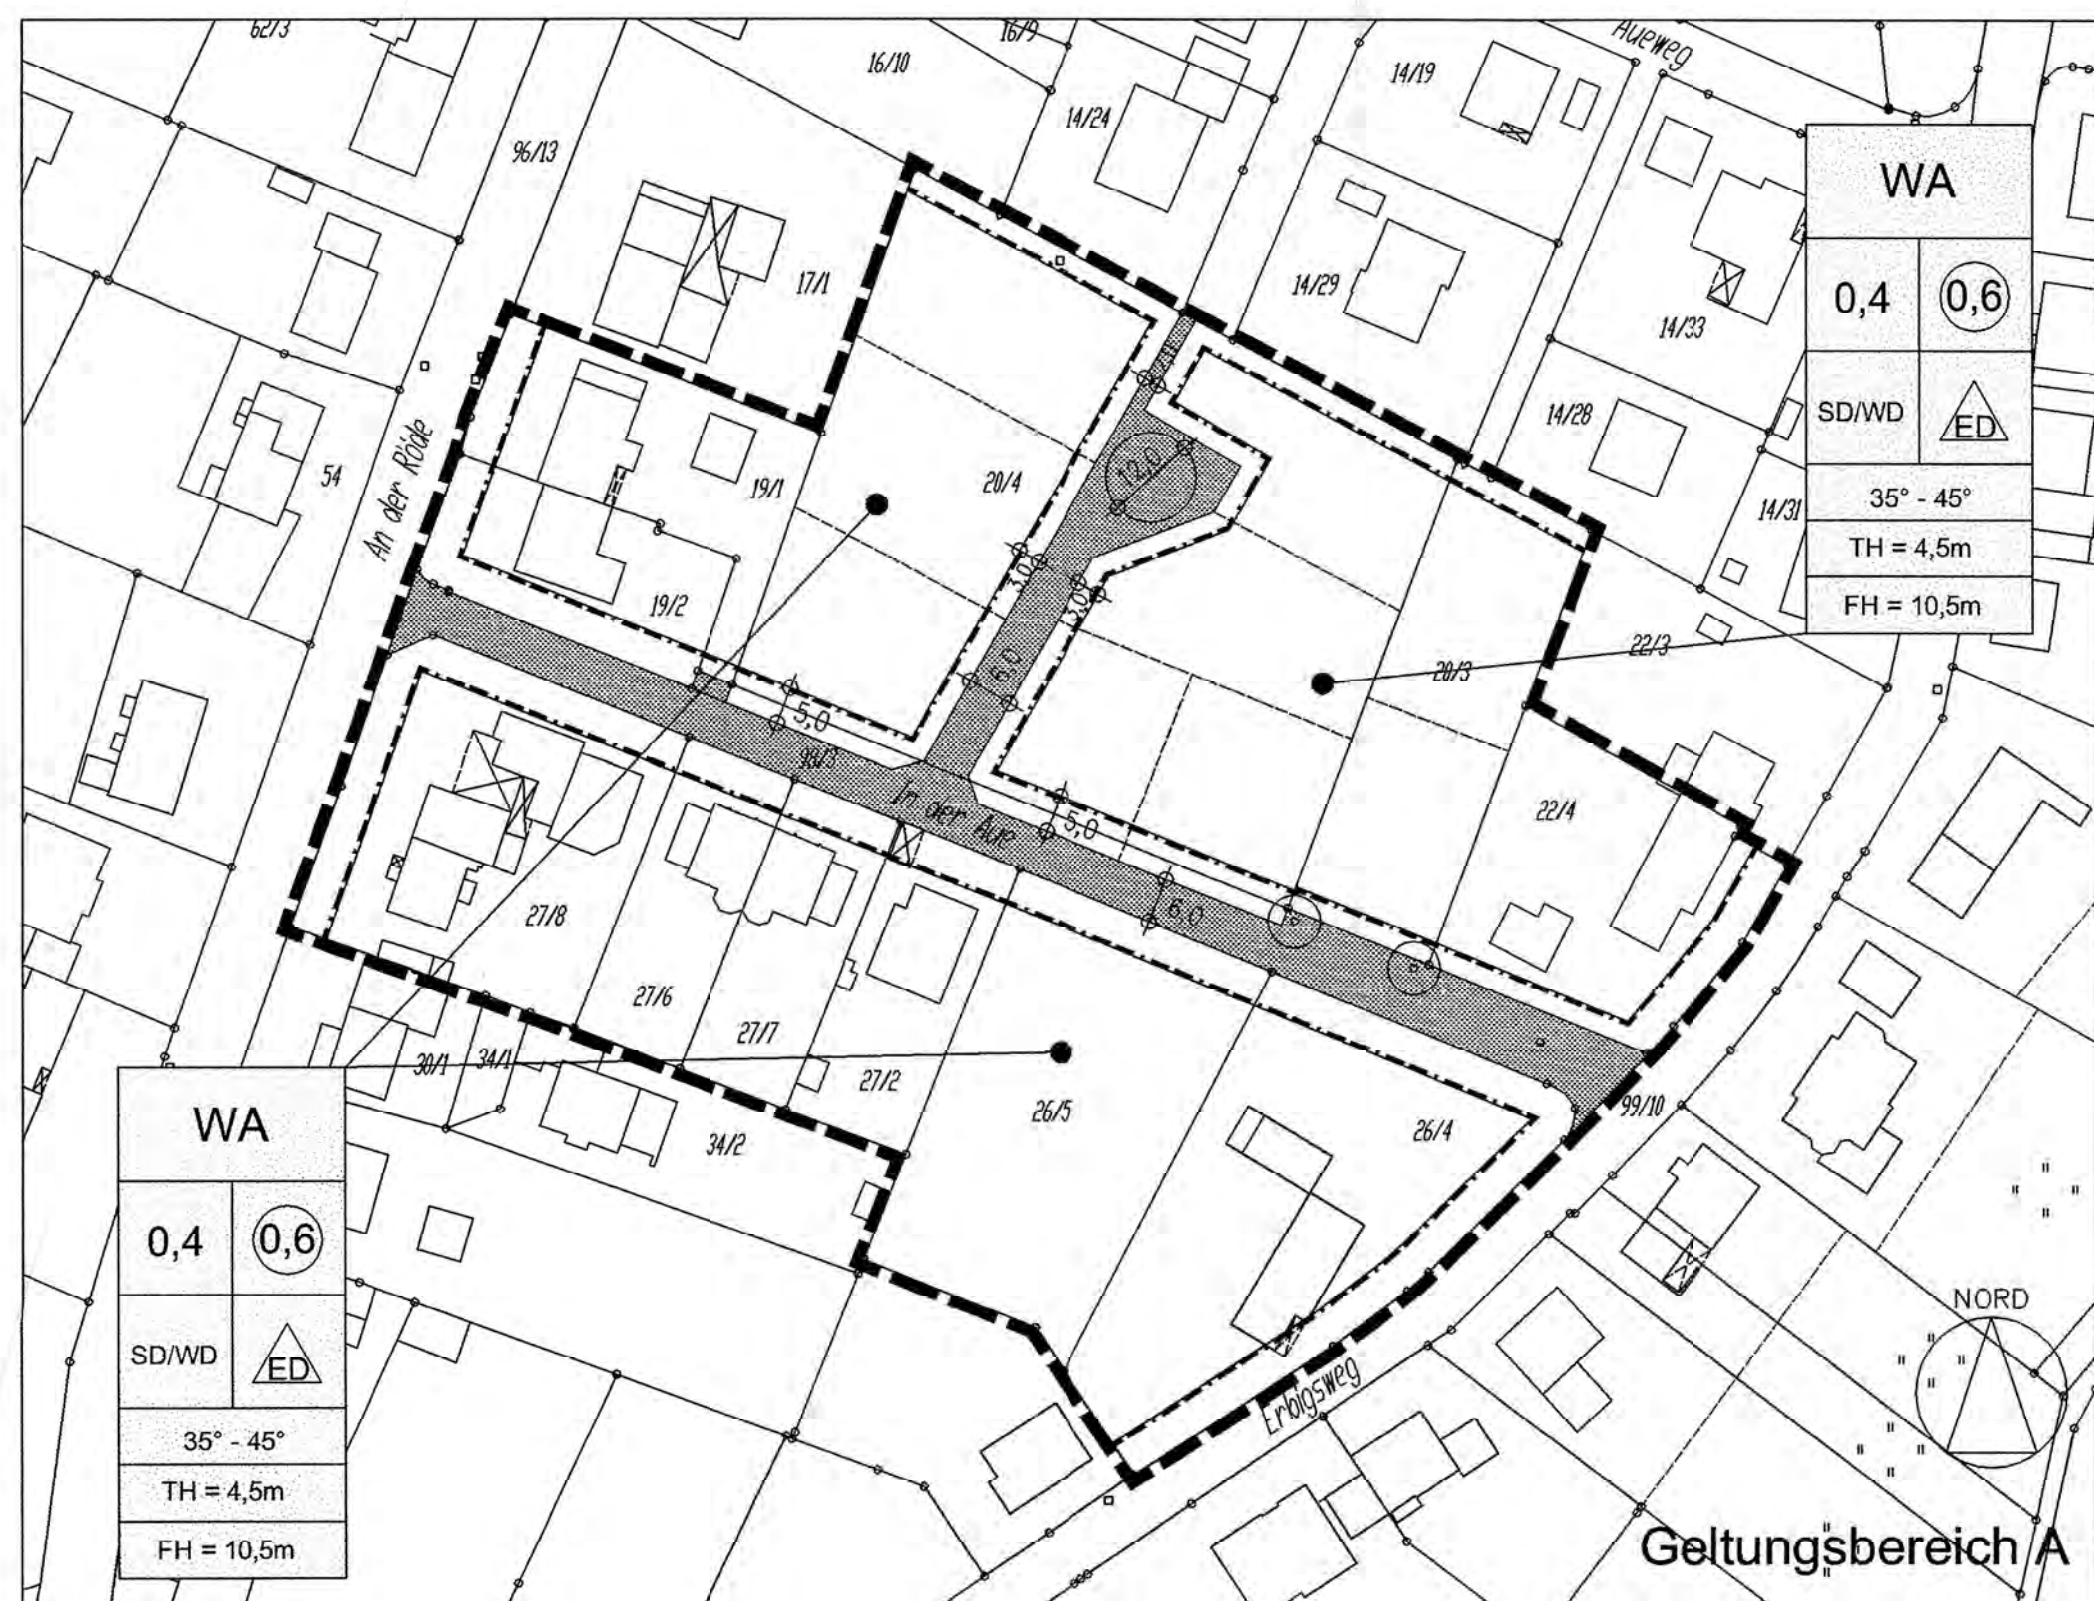 62/3
16/9
16/10
Aueweg
14/19
14/24
96/13
WA
0,4
0,6
SD/WD
ED
35° - 45°
TH = 4,5m
FH = 10,5m
17/1
14/29
14/33
14/28
14/31
An der Röde
54
19/1
20/4
12,0
3,0
3,0
19/2
6,0
22/3
20/3
5,0
99/3
In der Aue
5,0
22/4
6,0
27/8
27/6
27/7
27/2
30/1
34/1
34/2
26/5
26/4
99/10
WA
0,4
0,6
SD/WD
ED
35° - 45°
TH = 4,5m
FH = 10,5m
NORD
Erbigsweg
Geltungsbereich A